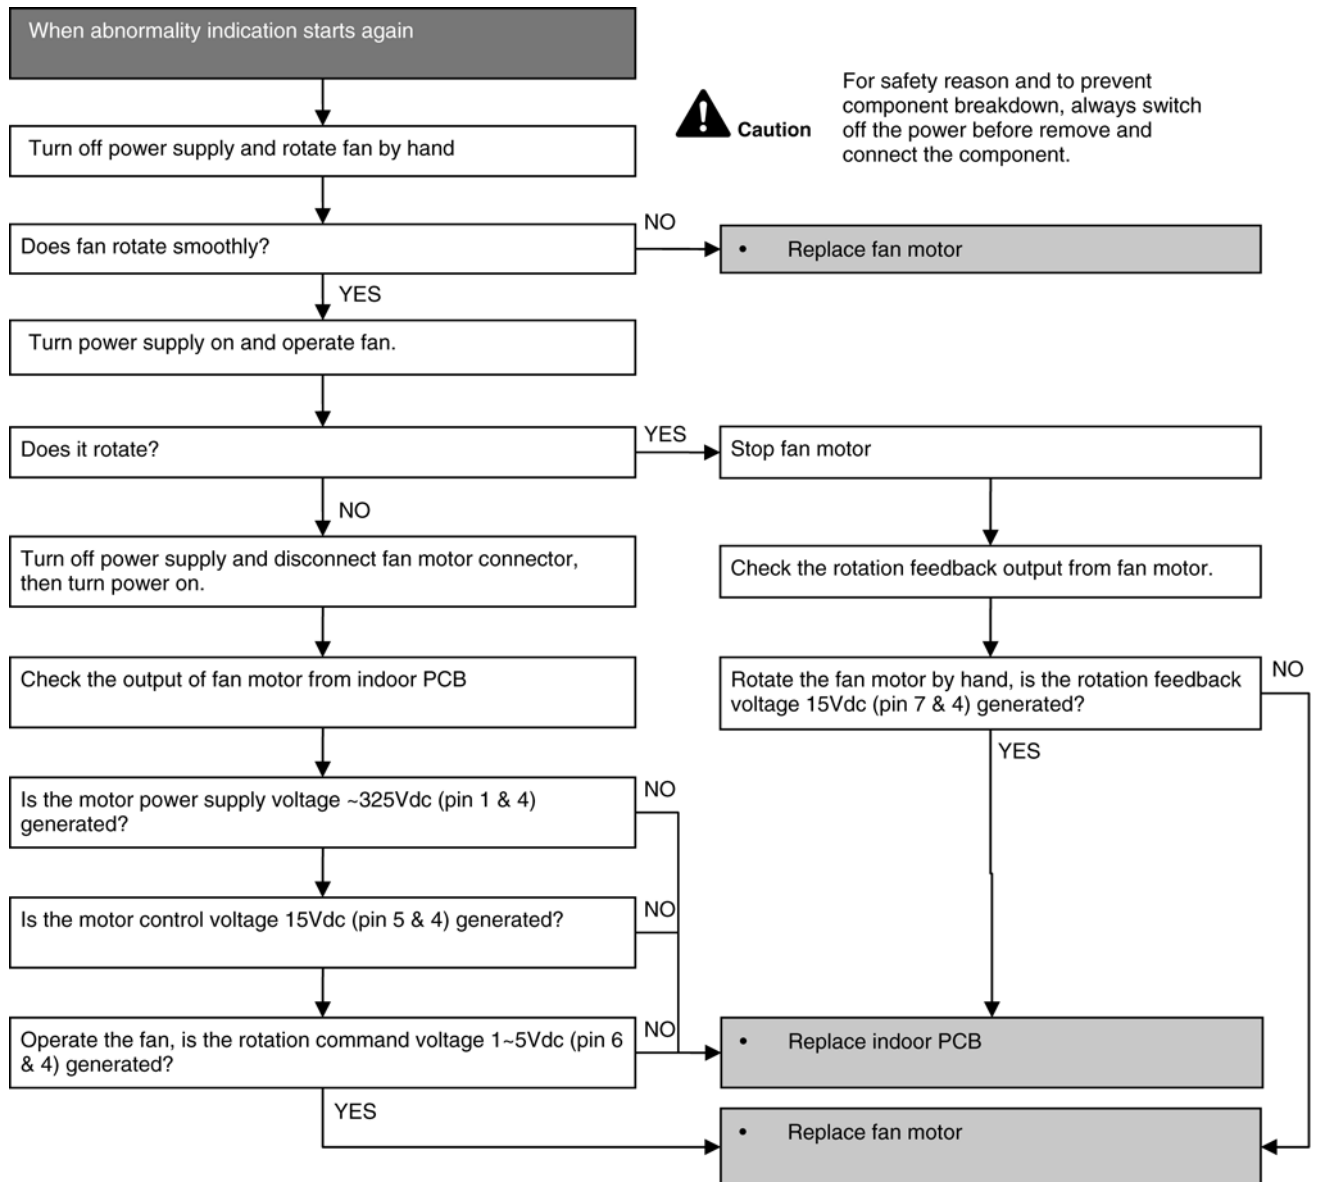 When abnormality indication starts again
For safety reason and to prevent
component breakdown, always switch
off the power before remove and
connect the component.
Caution
Turn off power supply and rotate fan by hand
Does fan rotate smoothly?
NO
• Replace fan motor
YES
Turn power supply on and operate fan.
Does it rotate?
YES
Stop fan motor
NO
Turn off power supply and disconnect fan motor connector,
then turn power on.
Check the rotation feedback output from fan motor.
Check the output of fan motor from indoor PCB
Rotate the fan motor by hand, is the rotation feedback
voltage 15Vdc (pin 7 & 4) generated?
NO
YES
Is the motor power supply voltage ~325Vdc (pin 1 & 4)
generated?
NO
Is the motor control voltage 15Vdc (pin 5 & 4) generated?
NO
Operate the fan, is the rotation command voltage 1~5Vdc (pin 6
& 4) generated?
NO
• Replace indoor PCB
YES
• Replace fan motor